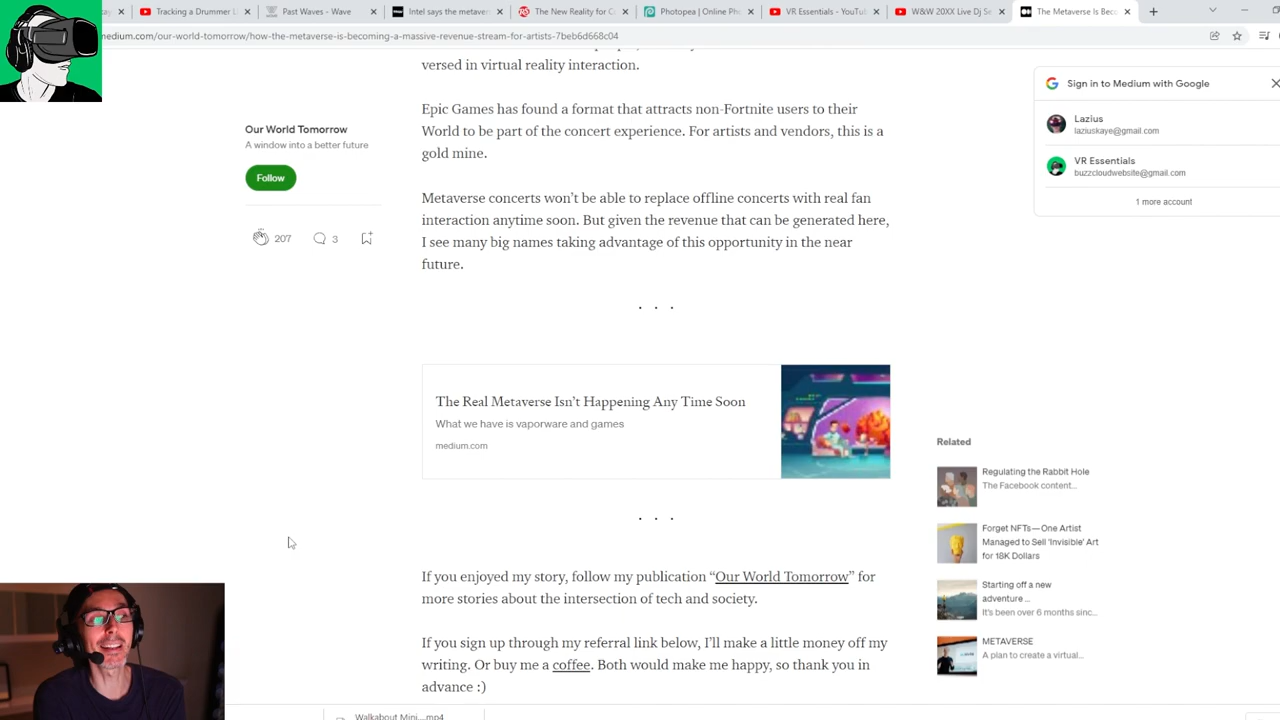 Tracking a Drummer L
Past Waves - Wave
Intel says the metaver
The New Reality for Co
Photopea | Online Pho
VR Essentials - YouTu
W&W 20XX Live Dj Se
The Metaverse Is Beco
edium.com/our-world-tomorrow/how-the-metaverse-is-becoming-a-massive-revenue-stream-for-artists-7beb6d668c04
versed in virtual reality interaction.
Epic Games has found a format that attracts non-Fortnite users to their
World to be part of the concert experience. For artists and vendors, this is a
gold mine.
Metaverse concerts won't be able to replace offline concerts with real fan
interaction anytime soon. But given the revenue that can be generated here,
I see many big names taking advantage of this opportunity in the near
future.
Our World Tomorrow
A window into a better future
Follow
207
3
. . .
The Real Metaverse Isn't Happening Any Time Soon
What we have is vaporware and games
medium.com
. . .
If you enjoyed my story, follow my publication “Our World Tomorrow” for
more stories about the intersection of tech and society.
If you sign up through my referral link below, I'll make a little money off my
writing. Or buy me a coffee. Both would make me happy, so thank you in
advance :)
Sign in to Medium with Google
Lazius
laziuskaye@gmail.com
VR Essentials
buzzcloudwebsite@gmail.com
1 more account
Related
Regulating the Rabbit Hole
The Facebook content...
Forget NFTs — One Artist
Managed to Sell 'Invisible' Art
for 18K Dollars
Starting off a new
adventure ...
It's been over 6 months sinc...
METAVERSE
A plan to create a virtual...
Walkabout Mini....mp4